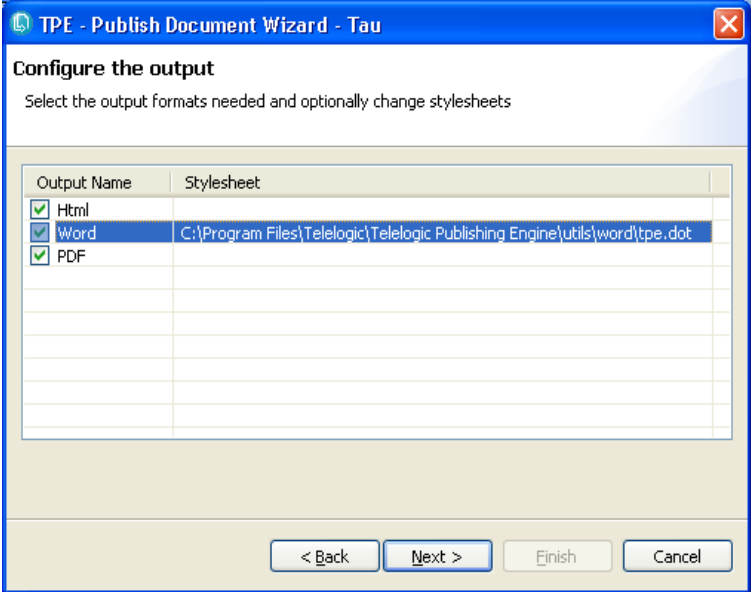 TPE - Publish Document Wizard - Tau
Configure the output
Select the output formats needed and optionally change stylesheets
Output Name Stylesheet
Html
Word C:\Program Files\Telelogic\Telelogic Publishing Engine\utils\word\tpe.dot
PDF
< Back Next > Finish Cancel